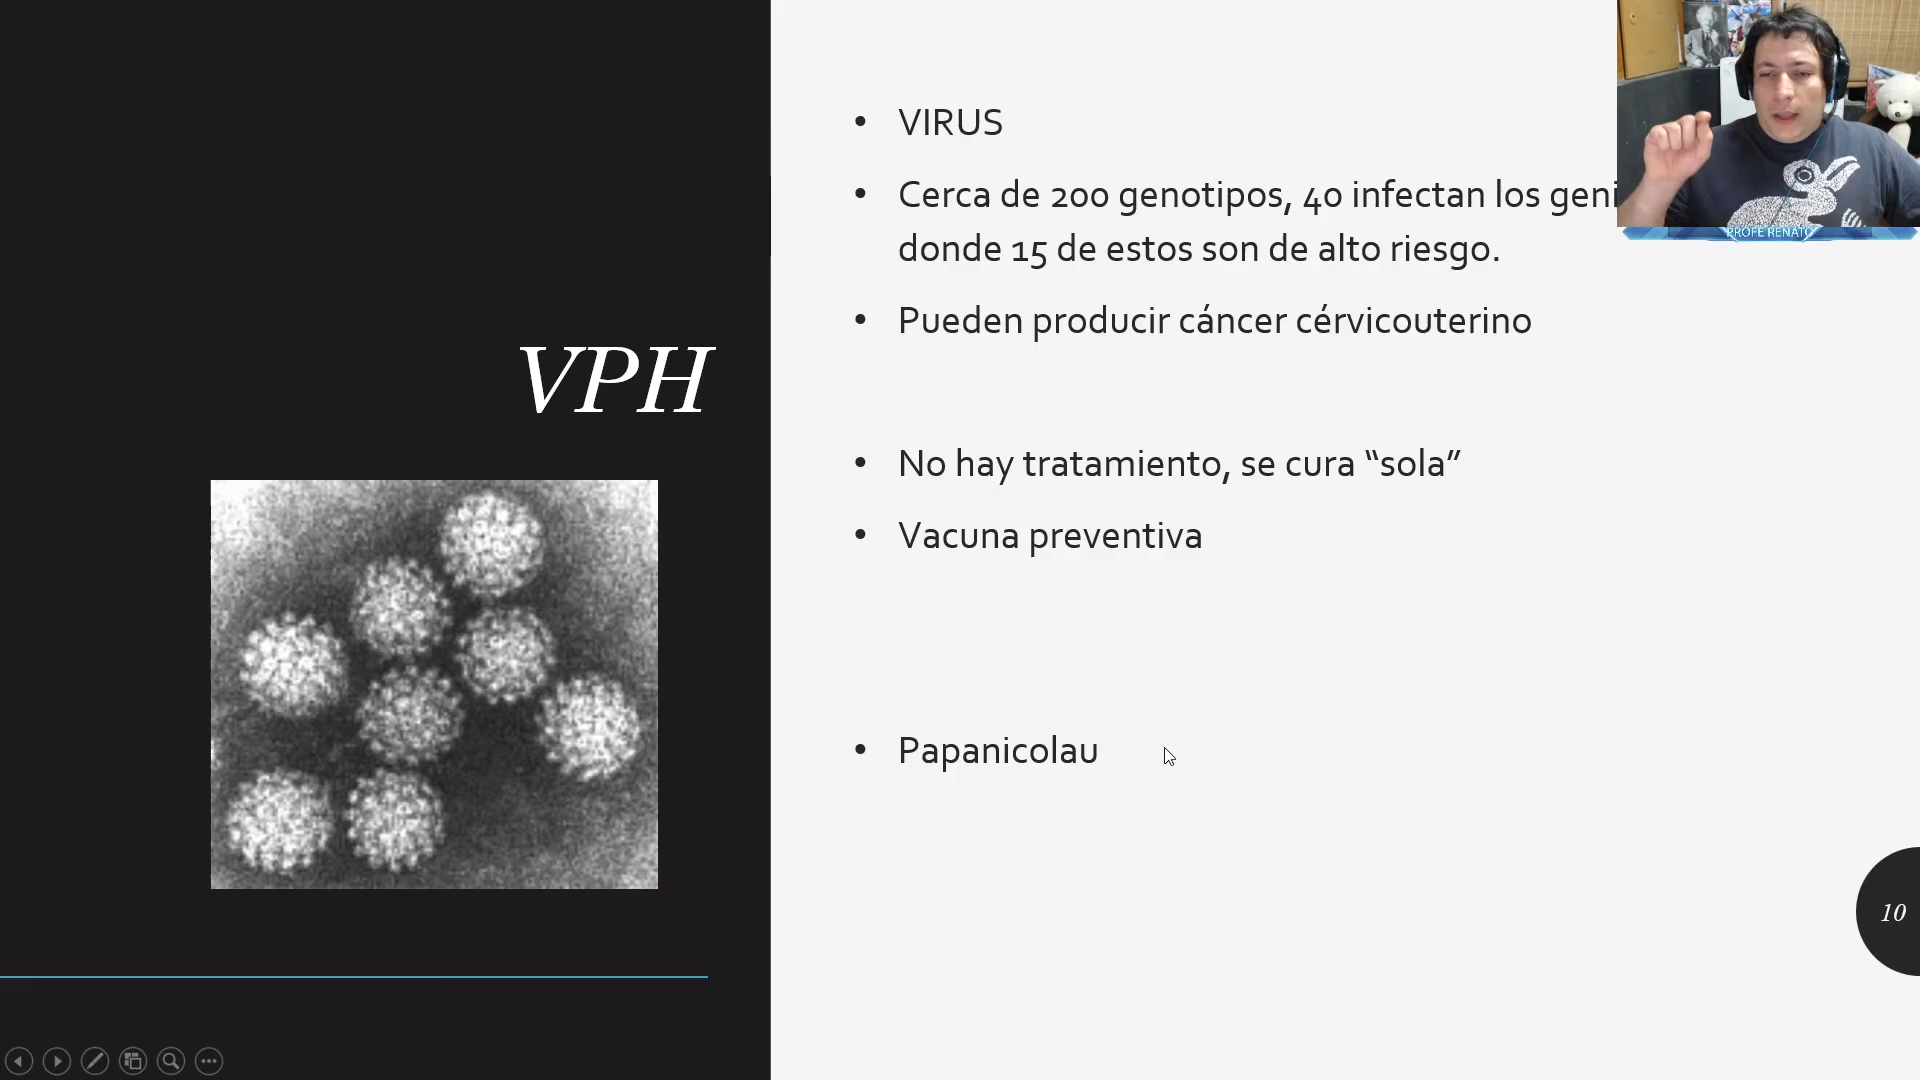 VPH
• VIRUS
• Cerca de 200 genotipos, 40 infectan los geni
donde 15 de estos son de alto riesgo.
• Pueden producir cáncer cérvicouterino
• No hay tratamiento, se cura “sola”
• Vacuna preventiva
• Papanicolau
PROFE RENATO
10